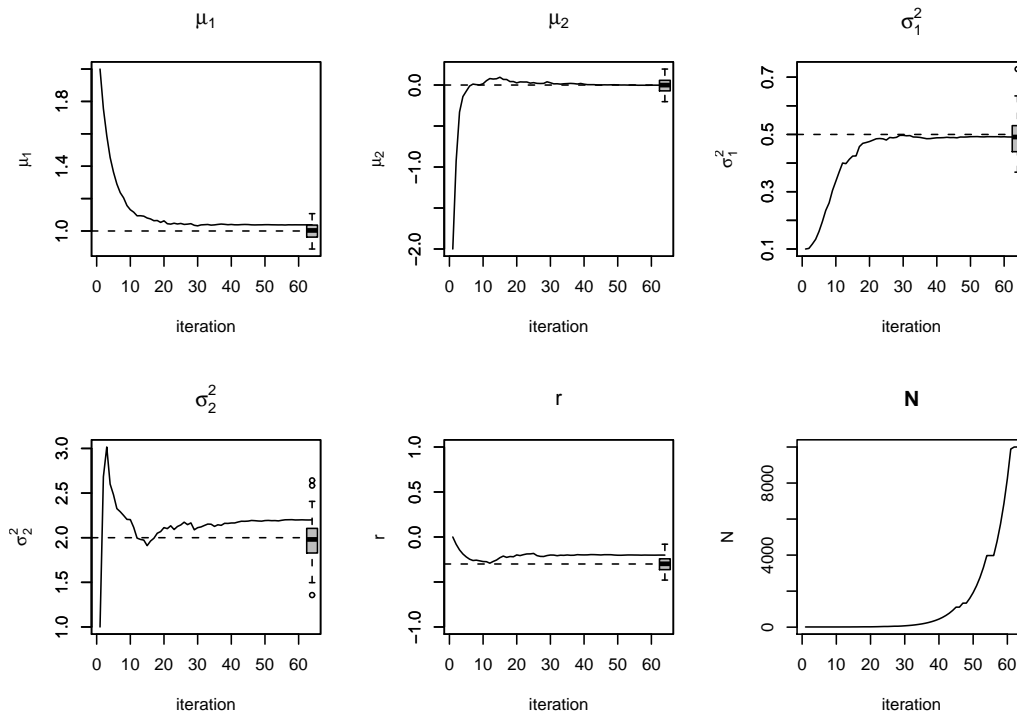 μ₁
μ₁
1.0 1.4 1.8
0 10 20 30 40 50 60
iteration
μ₂
μ₂
−2.0 −1.0 0.0
0 10 20 30 40 50 60
iteration
σ₁²
σ₁²
0.1 0.3 0.5 0.7
0 10 20 30 40 50 60
iteration
σ₂²
σ₂²
1.0 1.5 2.0 2.5 3.0
0 10 20 30 40 50 60
iteration
r
r
−1.0 0.0 0.5 1.0
0 10 20 30 40 50 60
iteration
N
N
0 4000 8000
0 10 20 30 40 50 60
iteration